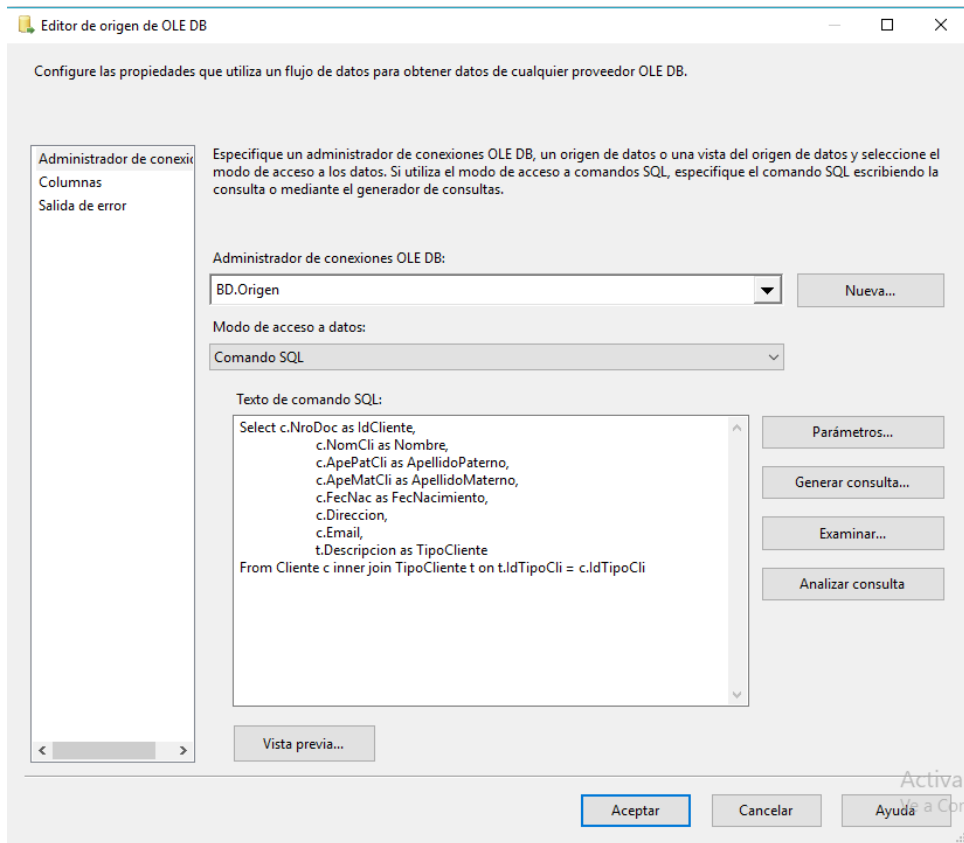 Editor de origen de OLE DB
Configure las propiedades que utiliza un flujo de datos para obtener datos de cualquier proveedor OLE DB.
Administrador de conexio
Columnas
Salida de error
Especifique un administrador de conexiones OLE DB, un origen de datos o una vista del origen de datos y seleccione el
modo de acceso a los datos. Si utiliza el modo de acceso a comandos SQL, especifique el comando SQL escribiendo la
consulta o mediante el generador de consultas.
Administrador de conexiones OLE DB:
BD.Origen
Nueva...
Modo de acceso a datos:
Comando SQL
Texto de comando SQL:
Select c.NroDoc as IdCliente,
c.NomCli as Nombre,
c.ApePatCli as ApellidoPaterno,
c.ApeMatCli as ApellidoMaterno,
c.FecNac as FecNacimiento,
c.Direccion,
c.Email,
t.Descripcion as TipoCliente
From Cliente c inner join TipoCliente t on t.IdTipoCli = c.IdTipoCli
Parámetros...
Generar consulta...
Examinar...
Analizar consulta
Vista previa...
Activa
Ve a Con
Aceptar
Cancelar
Ayuda